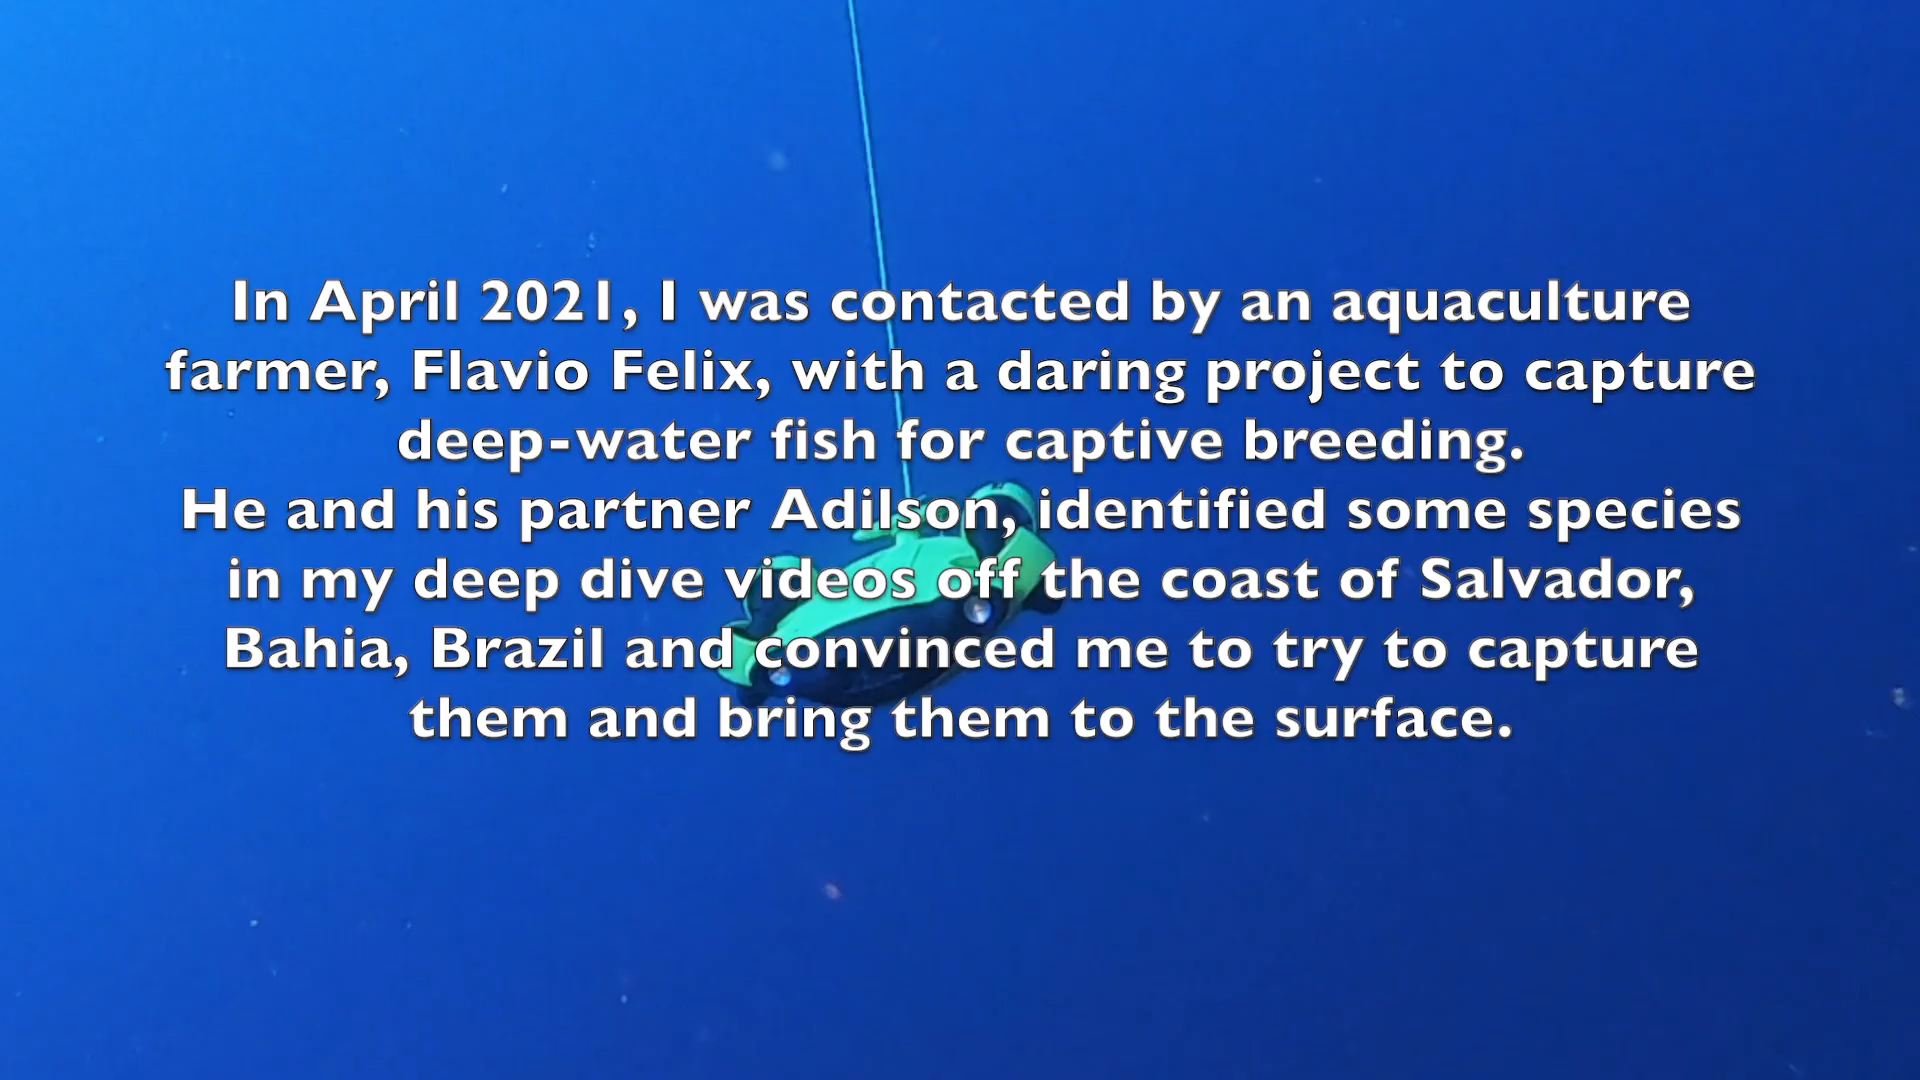 In April 2021, I was contacted by an aquaculture
farmer, Flavio Felix, with a daring project to capture
deep-water fish for captive breeding.
He and his partner Adilson, identified some species
in my deep dive videos off the coast of Salvador,
Bahia, Brazil and convinced me to try to capture
them and bring them to the surface.